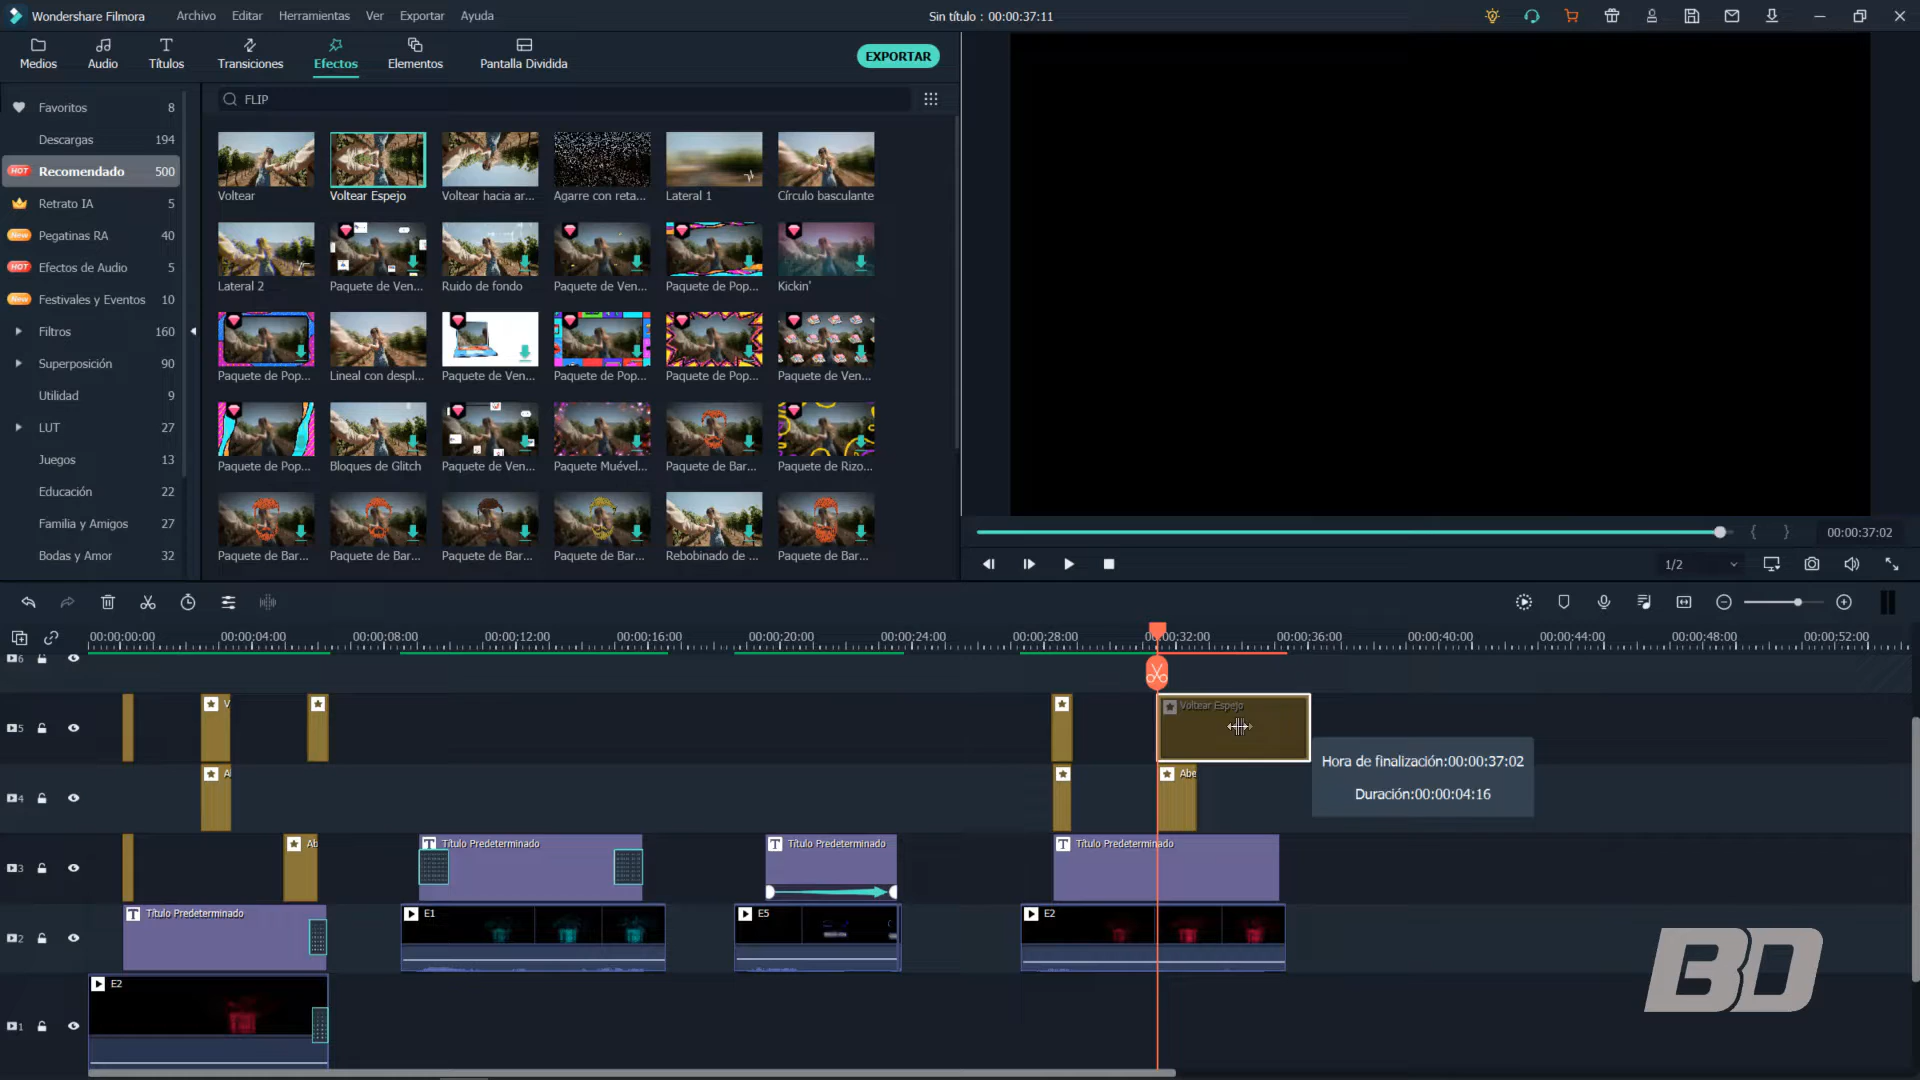 Wondershare Filmora
Archivo
Editar
Herramientas
Ver
Exportar
Ayuda
Sin título : 00:00:37:11
Medios
Audio
Títulos
Transiciones
Efectos
Elementos
Pantalla Dividida
EXPORTAR
Favoritos 8
Descargas 194
HOT Recomendado 500
Retrato IA 5
New Pegatinas RA 40
HOT Efectos de Audio 5
New Festivales y Eventos 10
Filtros 160
Superposición 90
Utilidad 9
LUT 27
Juegos 13
Educación 22
Familia y Amigos 27
Bodas y Amor 32
FLIP
Voltear
Voltear Espejo
Voltear hacia ar...
Agarre con reta...
Lateral 1
Círculo basculante
Lateral 2
Paquete de Ven...
Ruido de fondo
Paquete de Ven...
Paquete de Pop...
Kickin'
Paquete de Pop...
Lineal con despl...
Paquete de Ven...
Paquete de Pop...
Paquete de Pop...
Paquete de Ven...
Paquete de Pop...
Bloques de Glitch
Paquete de Ven...
Paquete Muével...
Paquete de Bar...
Paquete de Rizo...
Paquete de Bar...
Paquete de Bar...
Paquete de Bar...
Paquete de Bar...
Rebobinado de ...
Paquete de Bar...
00:00:37:02
1/2
00:00:00:00
00:00:04:00
00:00:08:00
00:00:12:00
00:00:16:00
00:00:20:00
00:00:24:00
00:00:28:00
00:00:32:00
00:00:36:00
00:00:40:00
00:00:44:00
00:00:48:00
00:00:52:00
6
5
V
Voltear Espejo
Hora de finalización:00:00:37:02
Duración:00:00:04:16
4
A
Abe
3
Ab
T Título Predeterminado
T Título Predeterminado
T Título Predeterminado
2
T Título Predeterminado
E1
E5
E2
1
E2
BD